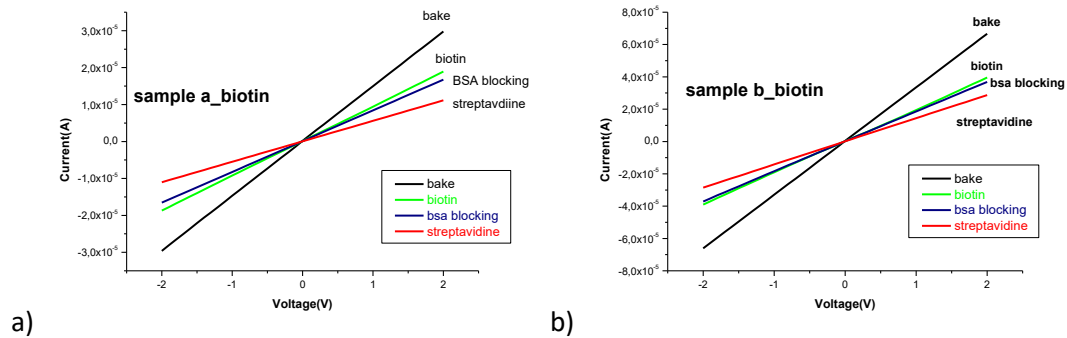 bake
3,0x10⁻⁵
biotin
2,0x10⁻⁵
BSA blocking
sample a_biotin
1,0x10⁻⁵
streptavdiine
0,0
Current(A)
-1,0x10⁻⁵
bake
biotin
bsa blocking
streptavidine
-2,0x10⁻⁵
-3,0x10⁻⁵
-2 -1 0 1 2
Voltage(V)
a)
8,0x10⁻⁵
bake
6,0x10⁻⁵
biotin
4,0x10⁻⁵
bsa blocking
sample b_biotin
2,0x10⁻⁵
streptavidine
0,0
Current(A)
-2,0x10⁻⁵
bake
biotin
bsa blocking
streptavidine
-4,0x10⁻⁵
-6,0x10⁻⁵
-8,0x10⁻⁵
-2 -1 0 1 2
Voltage(V)
b)